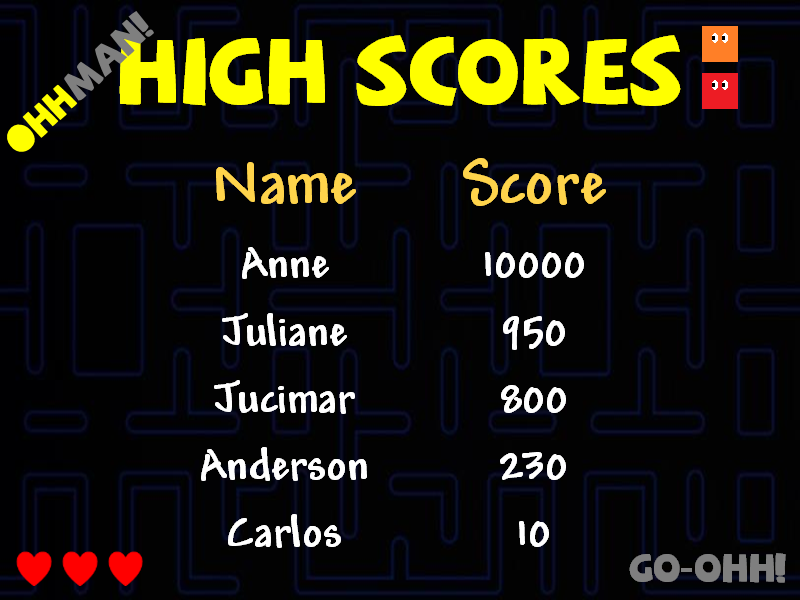 OHHMAN!
HIGH SCORES
Name Score
Anne 10000
Juliane 950
Jucimar 800
Anderson 230
Carlos 10
GO-OHH!